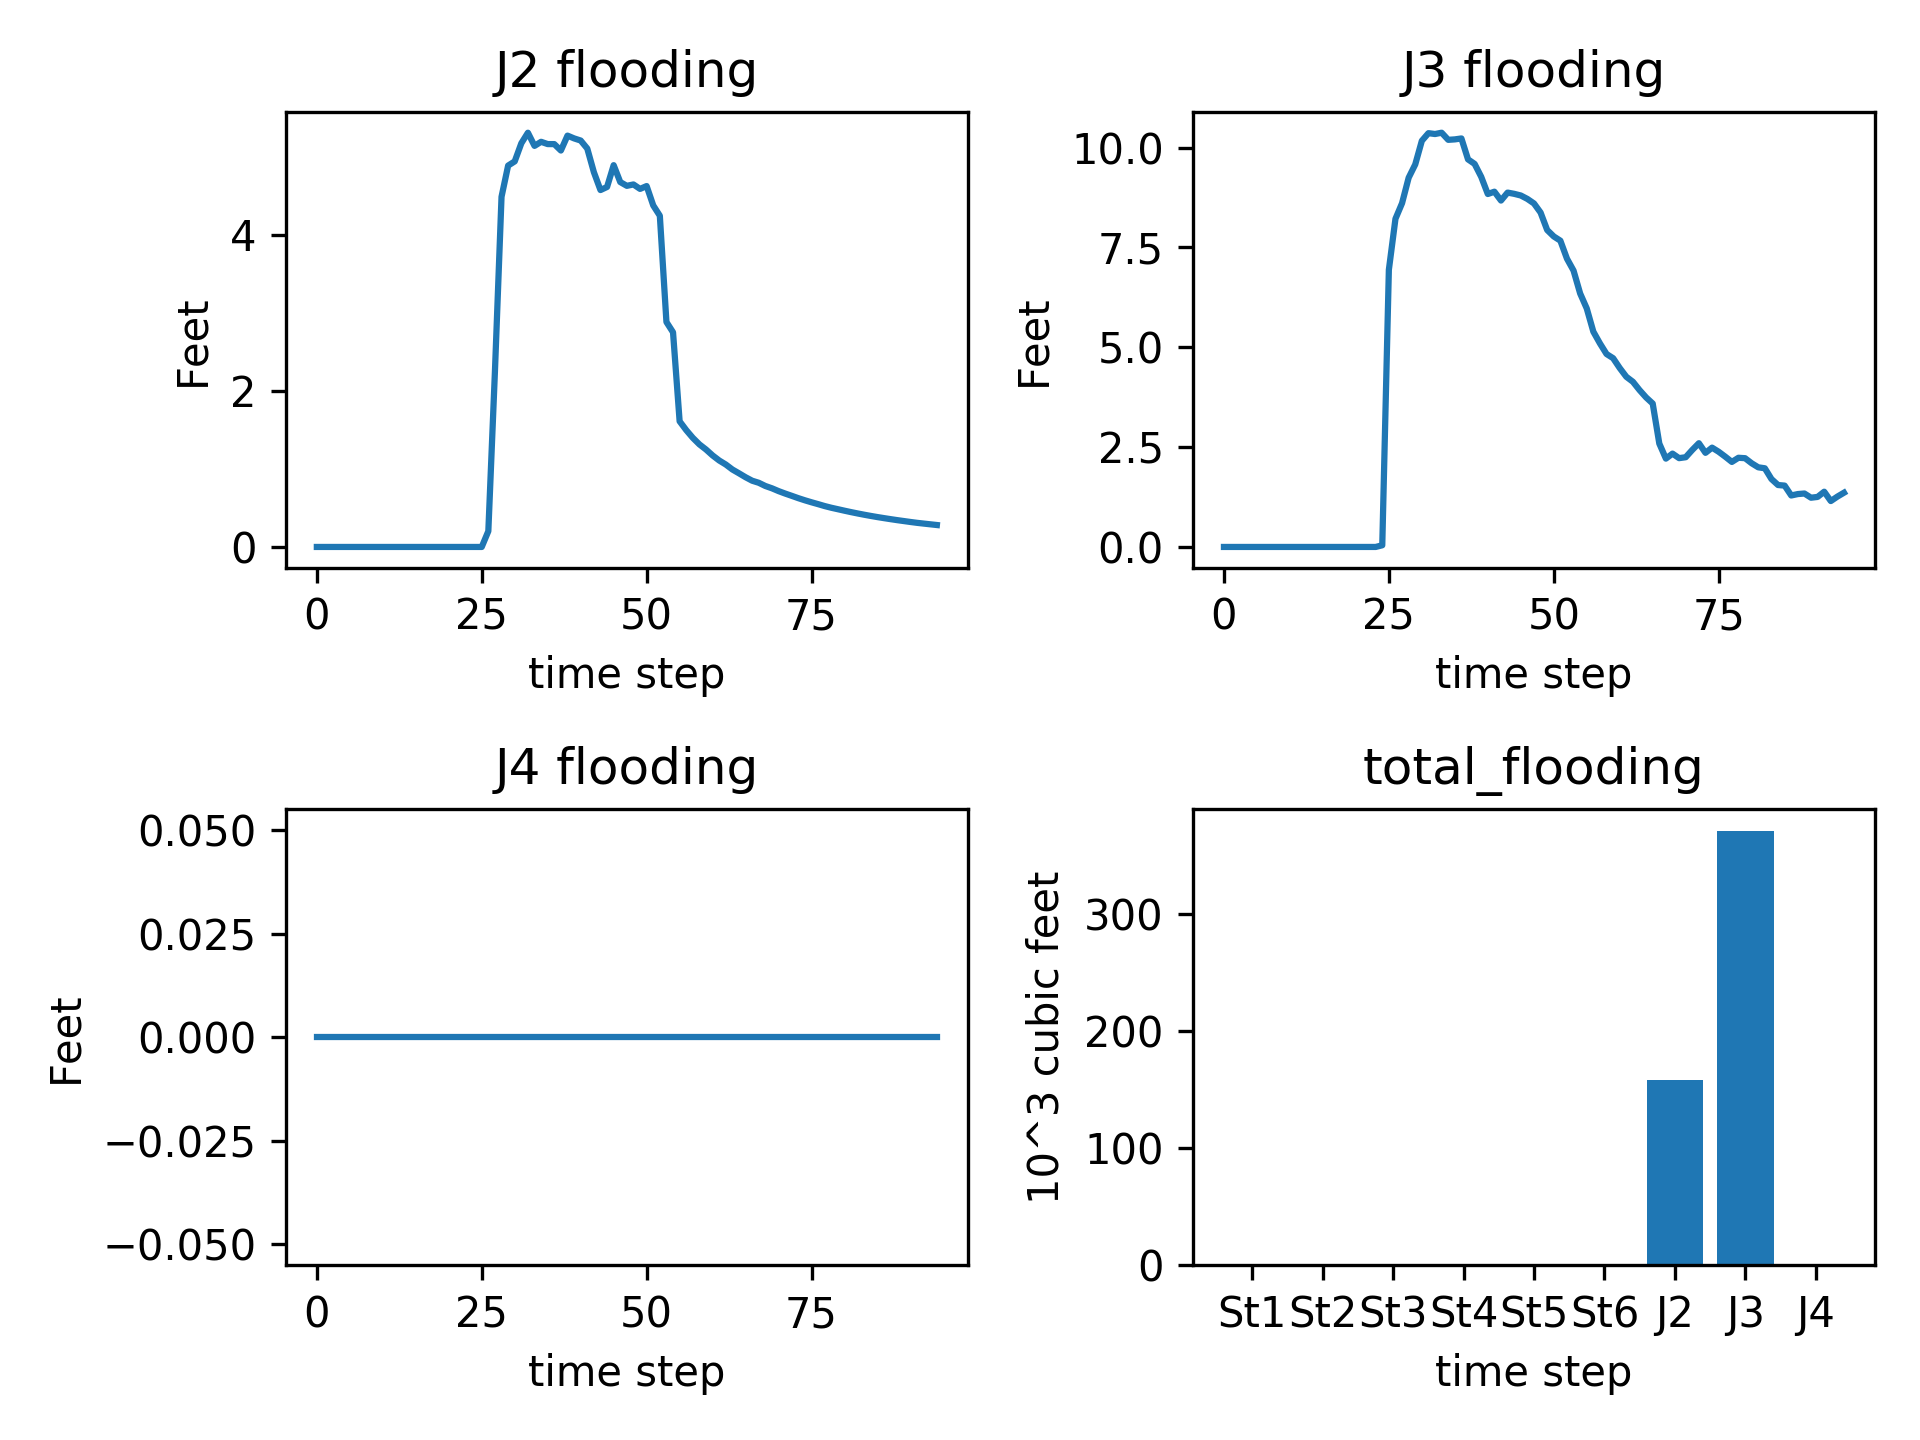 J2 flooding
Feet
4
2
0
0 25 50 75
time step
J3 flooding
Feet
10.0
7.5
5.0
2.5
0.0
0 25 50 75
time step
J4 flooding
Feet
0.050
0.025
0.000
−0.025
−0.050
0 25 50 75
time step
total_flooding
10^3 cubic feet
300
200
100
0
St1 St2 St3 St4 St5 St6 J2 J3 J4
time step